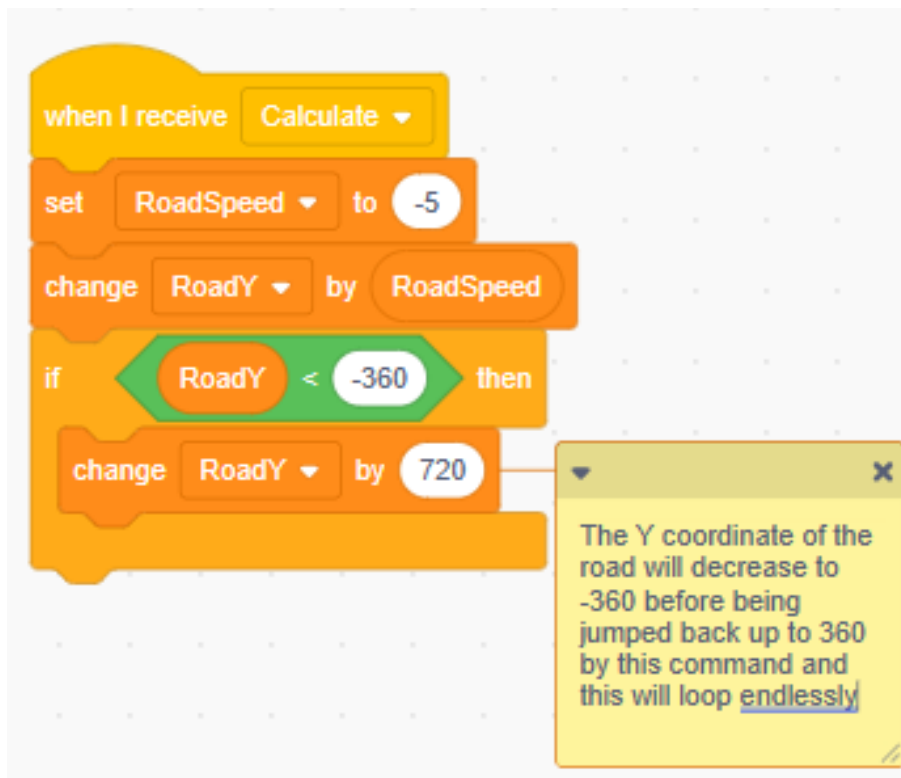 when I receive Calculate
set RoadSpeed to -5
change RoadY by RoadSpeed
if RoadY < -360 then
change RoadY by 720
The Y coordinate of the
road will decrease to
-360 before being
jumped back up to 360
by this command and
this will loop endlessly